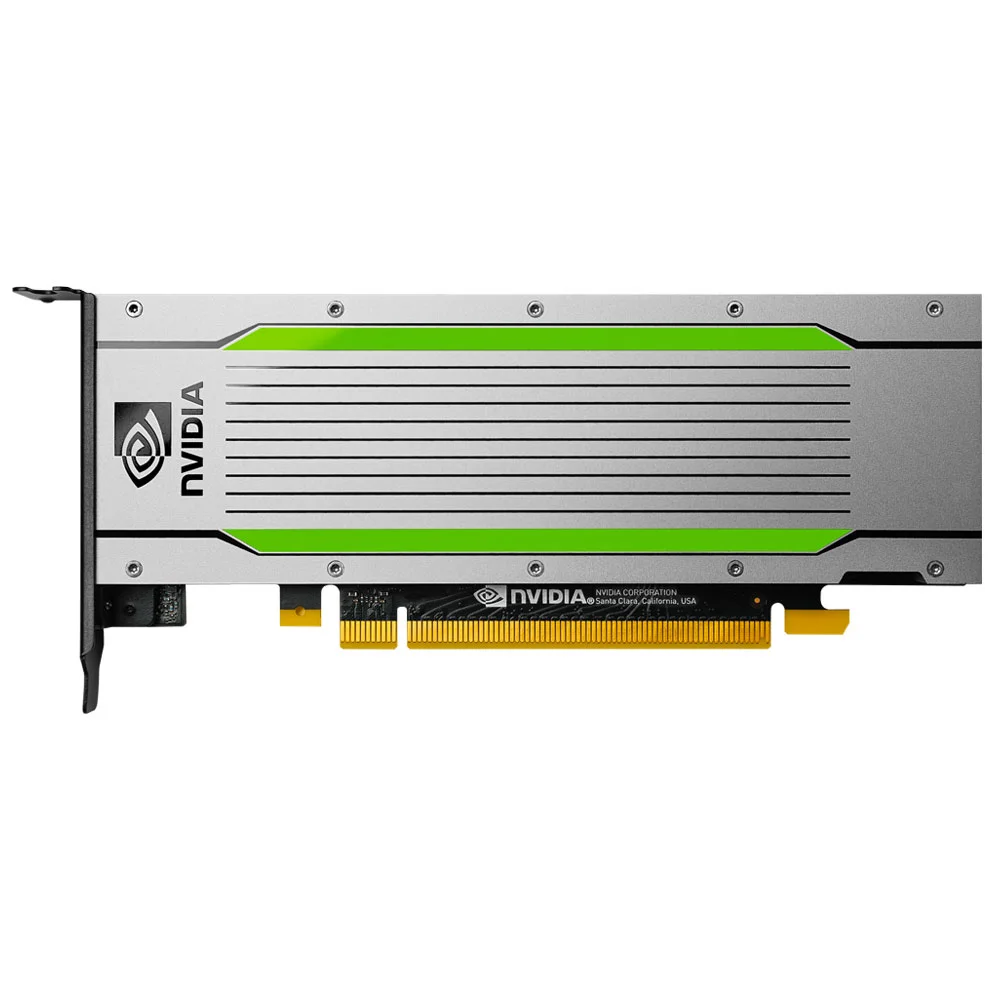 NVIDIA
NVIDIA®
NVIDIA CORPORATION
Santa Clara, California, USA